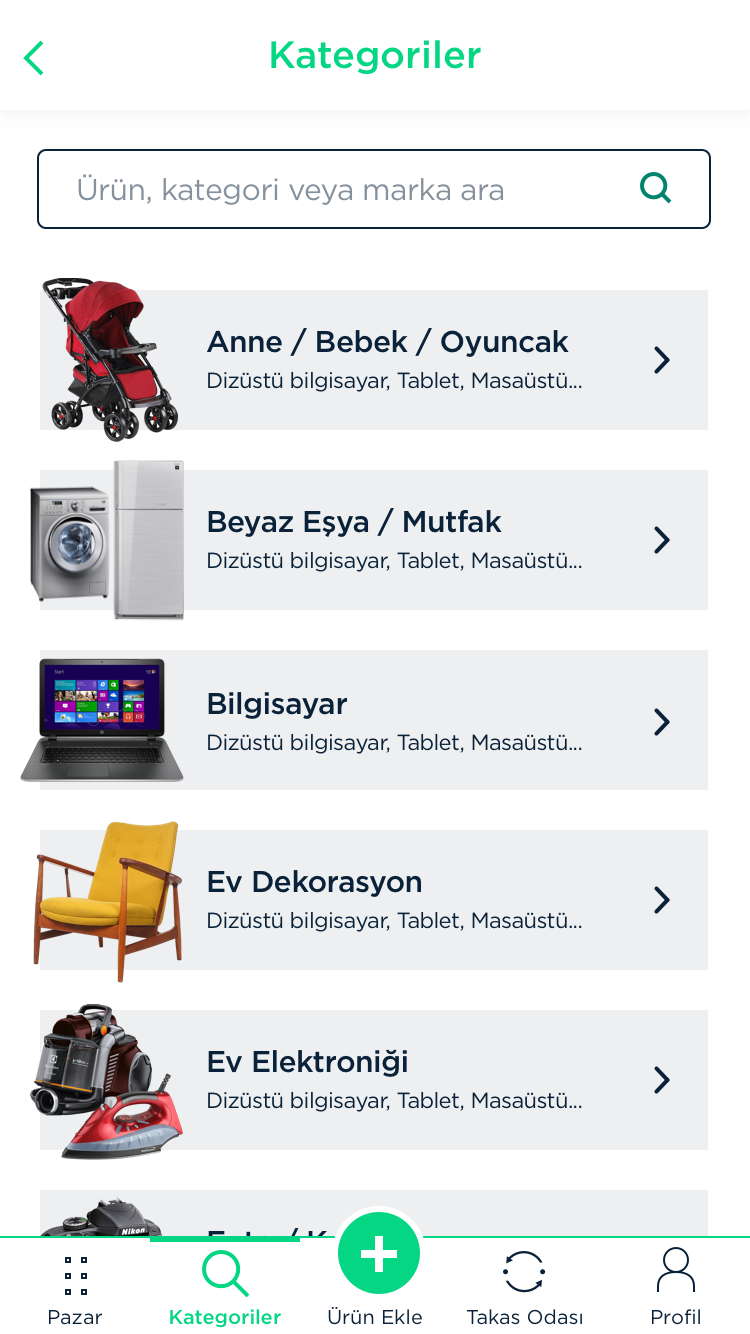 Kategoriler
Ürün, kategori veya marka ara
Anne / Bebek / Oyuncak
Dizüstü bilgisayar, Tablet, Masaüstü...
Beyaz Eşya / Mutfak
Dizüstü bilgisayar, Tablet, Masaüstü...
Start
Bilgisayar
Dizüstü bilgisayar, Tablet, Masaüstü...
Ev Dekorasyon
Dizüstü bilgisayar, Tablet, Masaüstü...
Ev Elektroniği
Dizüstü bilgisayar, Tablet, Masaüstü...
Nikon
Pazar
Kategoriler
Ürün Ekle
Takas Odası
Profil